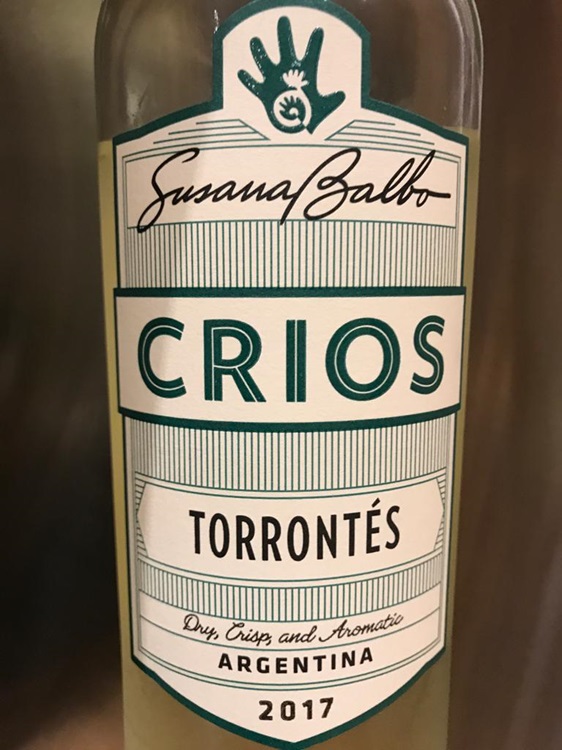 Susana Balbo
CRIOS
TORRONTÉS
Dry, Crisp, and Aromatic
ARGENTINA
2017